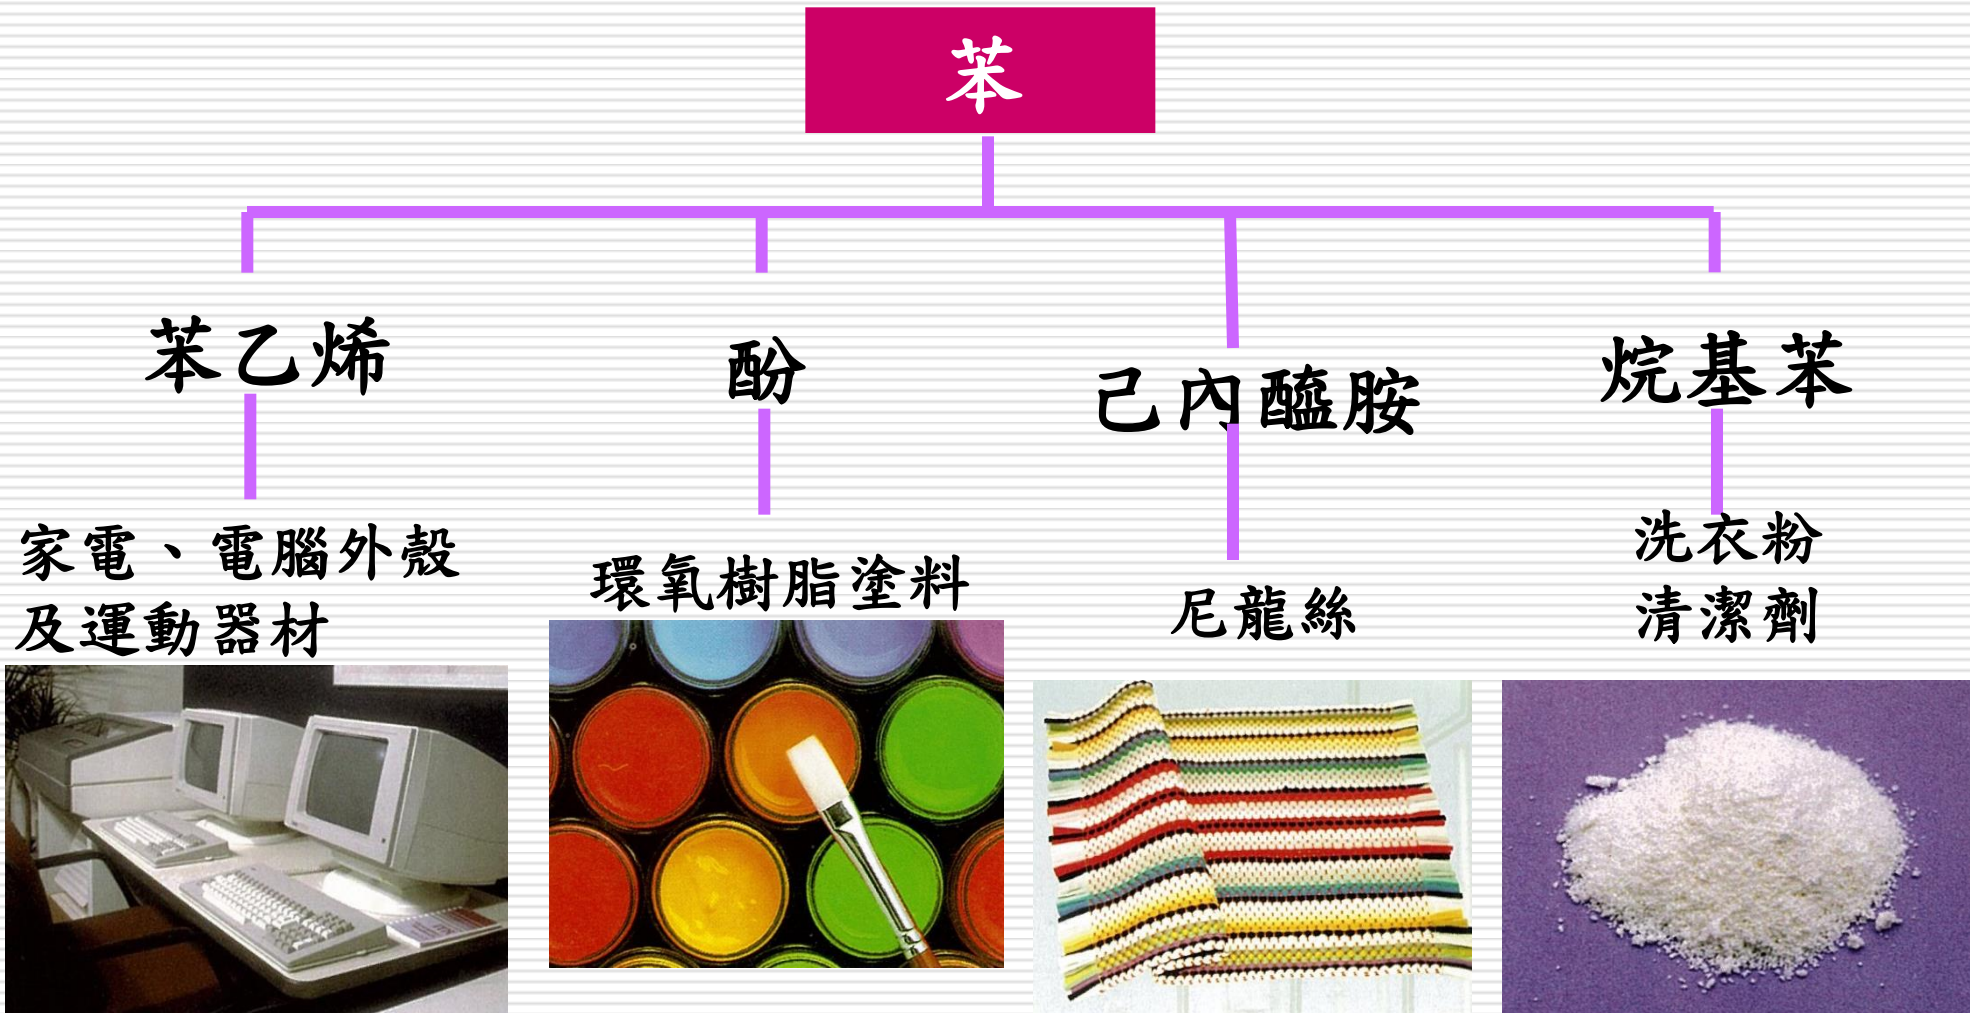 苯
苯乙烯
酚
己內醯胺
烷基苯
家電、電腦外殼
及運動器材
環氧樹脂塗料
尼龍絲
洗衣粉
清潔劑